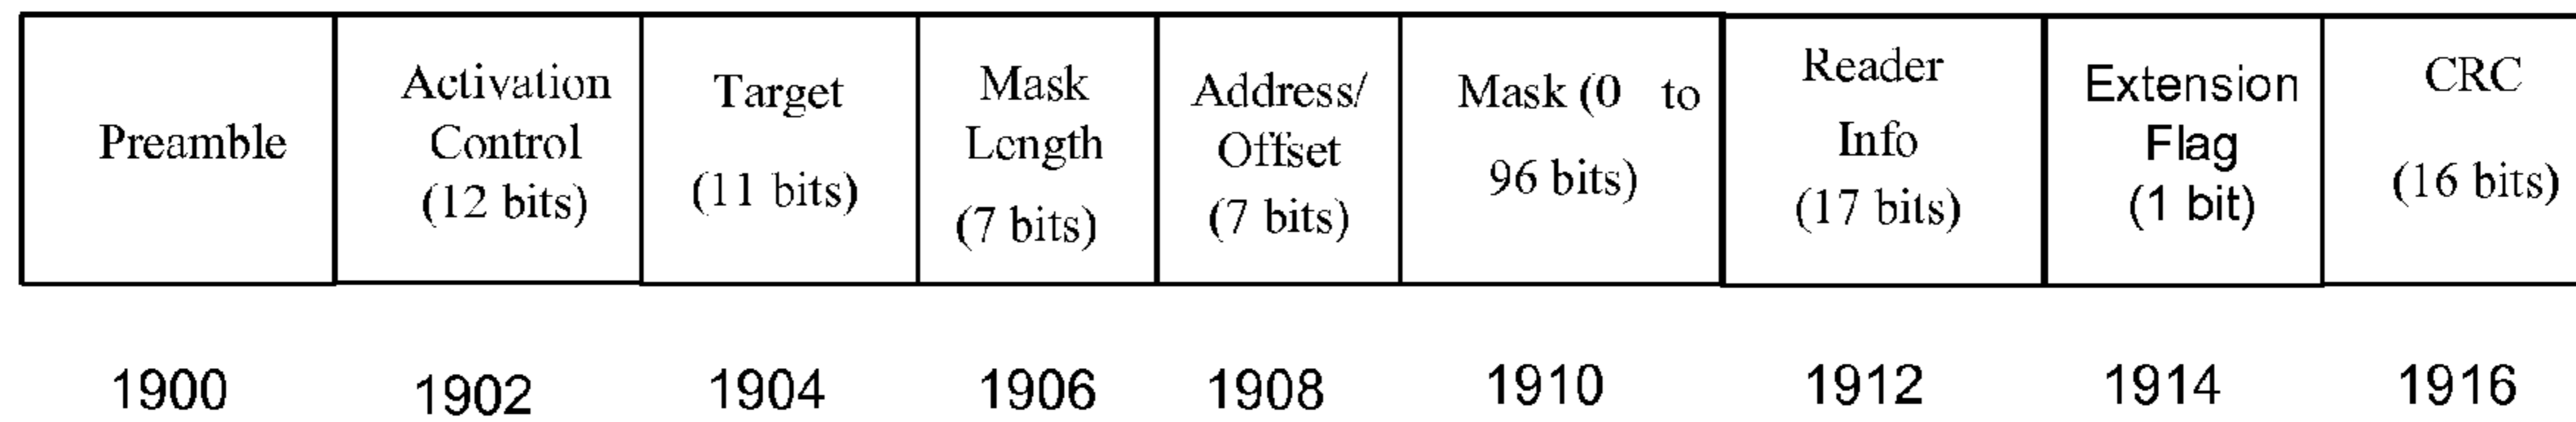 Preamble
Activation
Control
(12 bits)
Target
(11 bits)
Mask
Length
(7 bits)
Address/
Offset
(7 bits)
Mask (0 to
96 bits)
Reader
Info
(17 bits)
Extension
Flag
(1 bit)
CRC
(16 bits)
1900 1902 1904 1906 1908 1910 1912 1914 1916